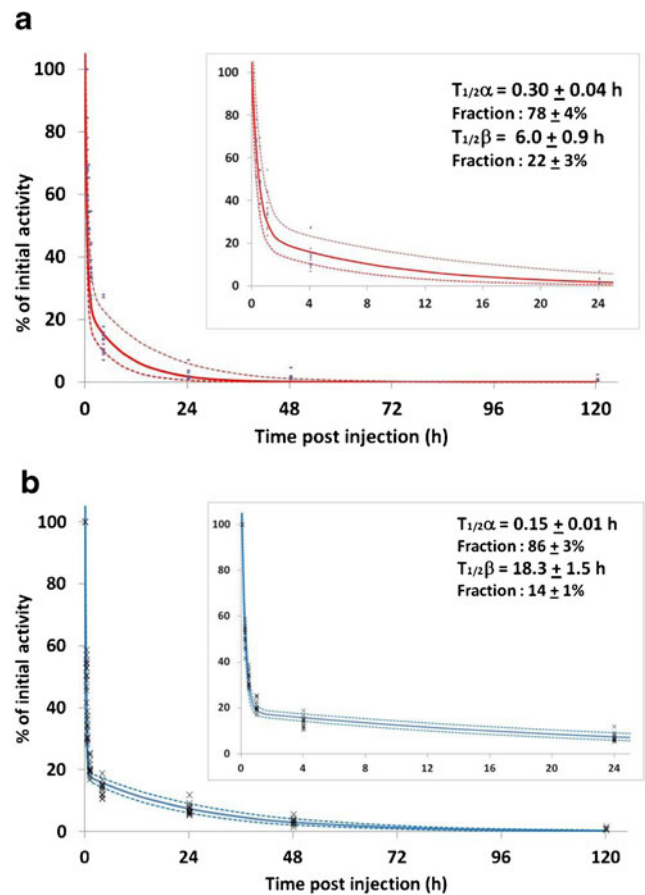 a
100
80
60
40
20
0
% of initial activity
0 24 48 72 96 120
Time post injection (h)
100
80
60
40
20
0
0 4 8 12 16 20 24
T1/2α = 0.30 ± 0.04 h
Fraction : 78 ± 4%
T1/2β = 6.0 ± 0.9 h
Fraction : 22 ± 3%
b
100
80
60
40
20
0
% of initial activity
0 24 48 72 96 120
Time post injection (h)
100
80
60
40
20
0
0 4 8 12 16 20 24
T1/2α = 0.15 ± 0.01 h
Fraction : 86 ± 3%
T1/2β = 18.3 ± 1.5 h
Fraction : 14 ± 1%